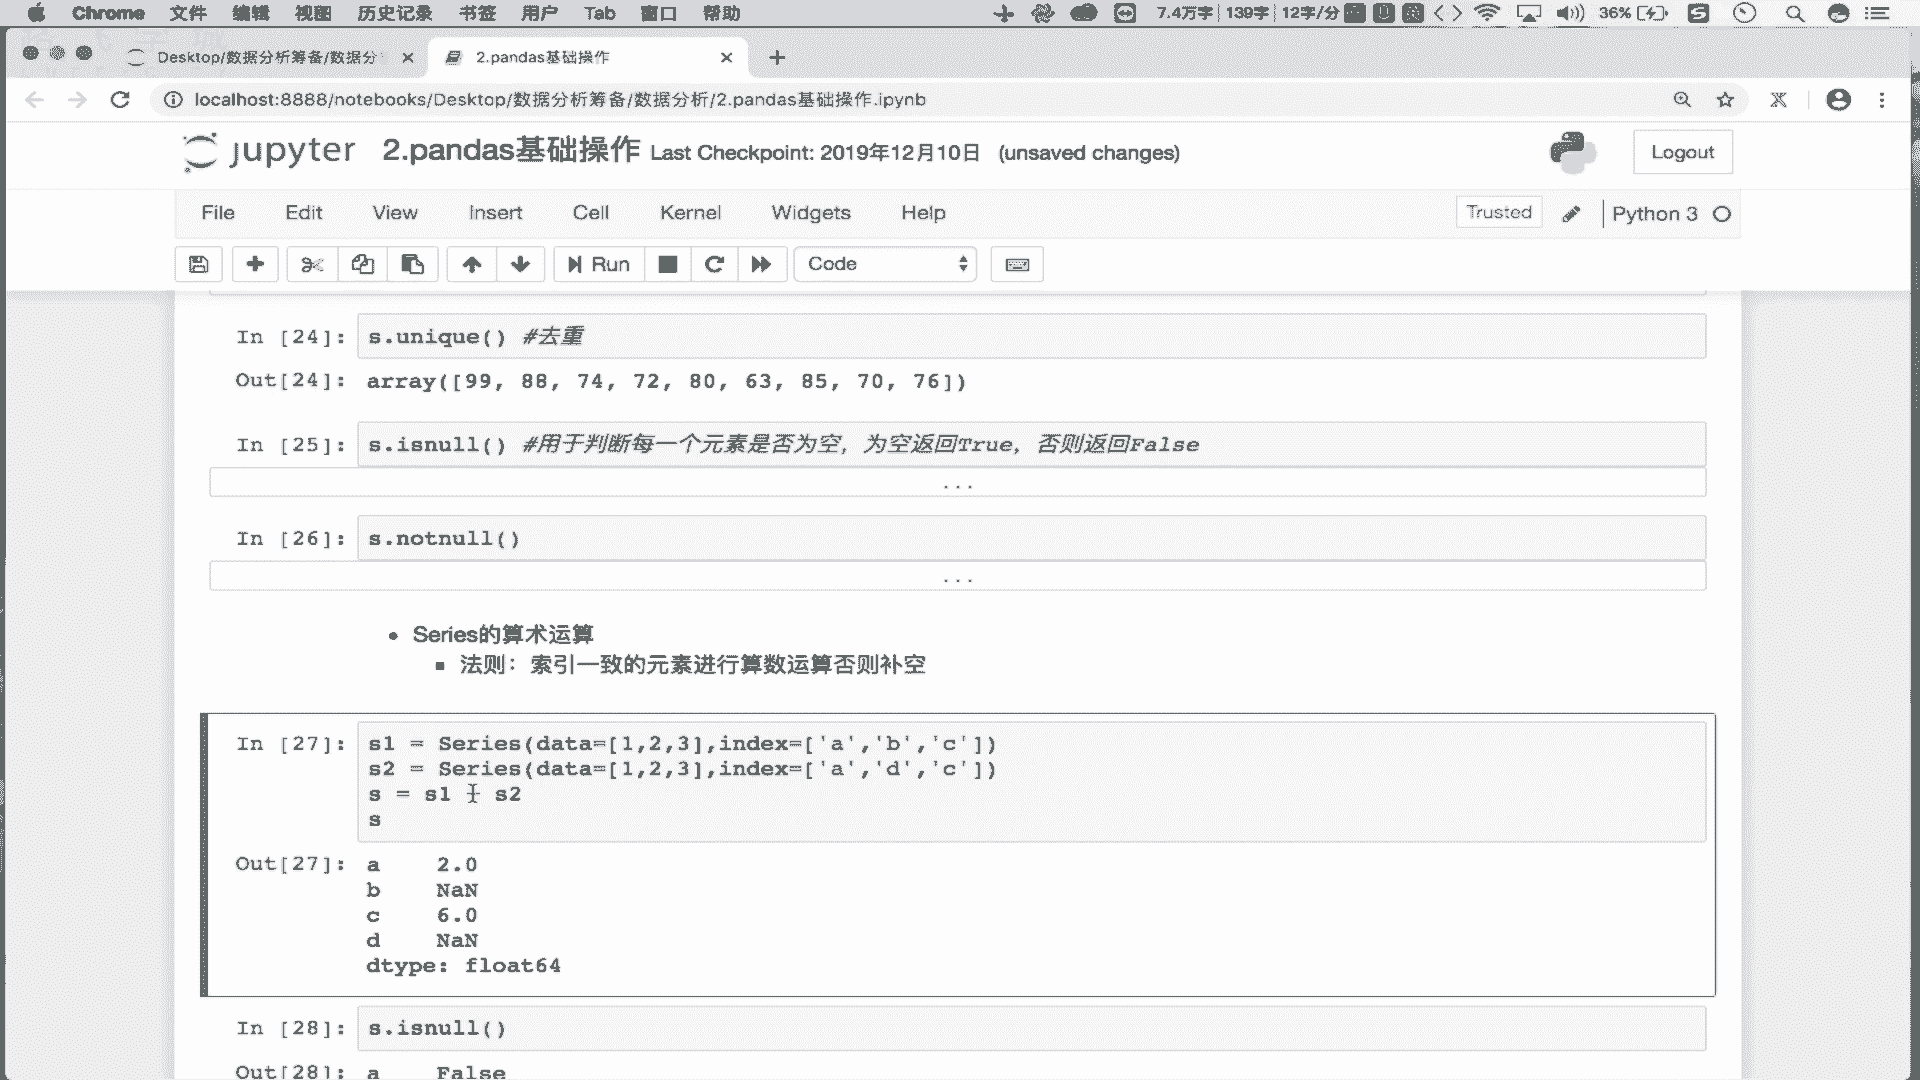 Chrome 文件 编辑 视图 历史记录 书签 用户 Tab 窗口 帮助 7.4万字 139字 12字/分 36%
Desktop/数据分析筹备/数据分
2.pandas基础操作
localhost:8888/notebooks/Desktop/数据分析筹备/数据分析/2.pandas基础操作.ipynb
jupyter 2.pandas基础操作 Last Checkpoint: 2019年12月10日 (unsaved changes)
Logout
File Edit View Insert Cell Kernel Widgets Help
Trusted Python 3
Run Code
In [24]: s.unique() #去重
Out[24]: array([99, 88, 74, 72, 80, 63, 85, 70, 76])
In [25]: s.isnull() #用于判断每一个元素是否为空，为空返回True，否则返回False
...
In [26]: s.notnull()
...
Series的算术运算
法则：索引一致的元素进行算数运算否则补空
In [27]: s1 = Series(data=[1,2,3],index=['a','b','c'])
s2 = Series(data=[1,2,3],index=['a','d','c'])
s = s1 + s2
s
Out[27]: a 2.0
b NaN
c 6.0
d NaN
dtype: float64
In [28]: s.isnull()
Out[28]: a False